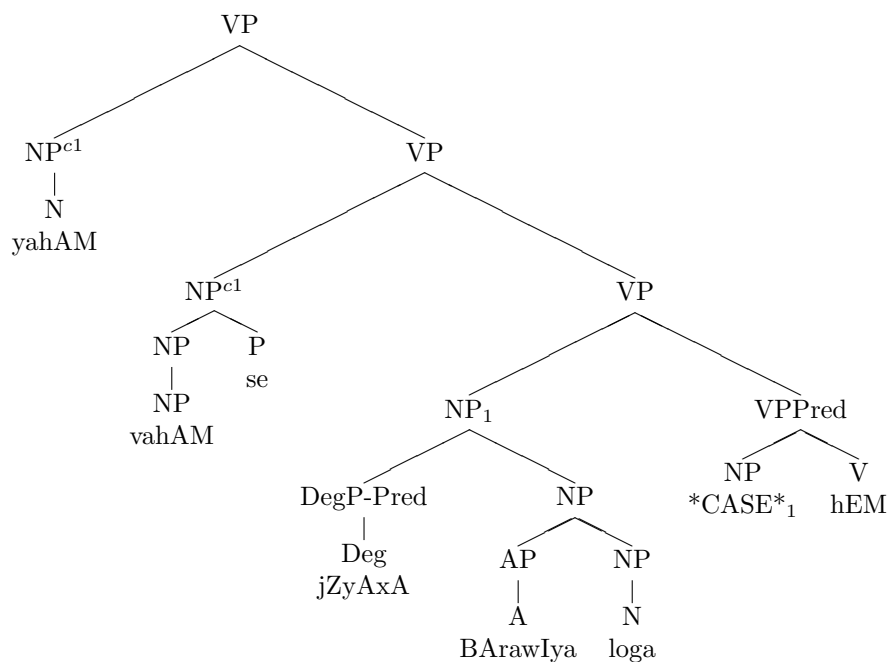 VP
NP^{c1} VP
N
yahAM
NP^{c1} VP
NP P
se
NP
vahAM
NP_1 VPPred
NP V
*CASE*_1 hEM
DegP-Pred NP
Deg
jZyAxA
AP NP
A N
BArawIya loga